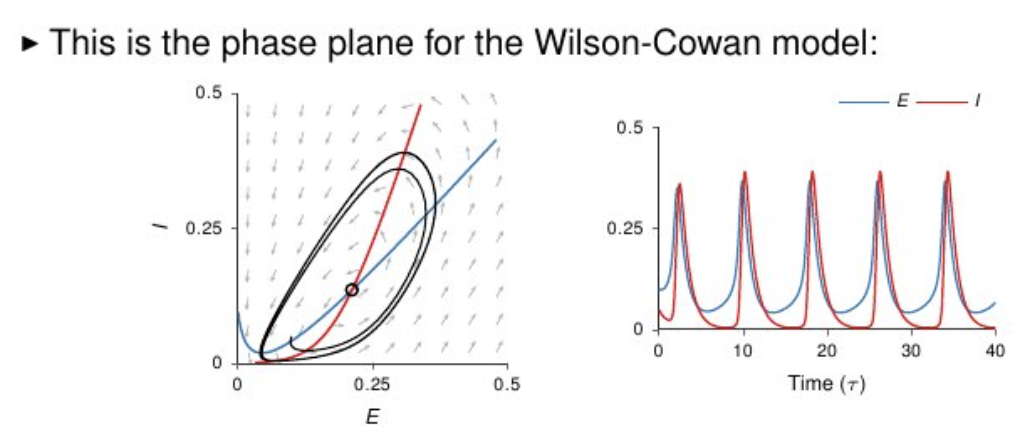 ► This is the phase plane for the Wilson-Cowan model:
0.5
0.25
0
I
0 0.25 0.5
E
E I
0.5
0.25
0
0 10 20 30 40
Time (τ)